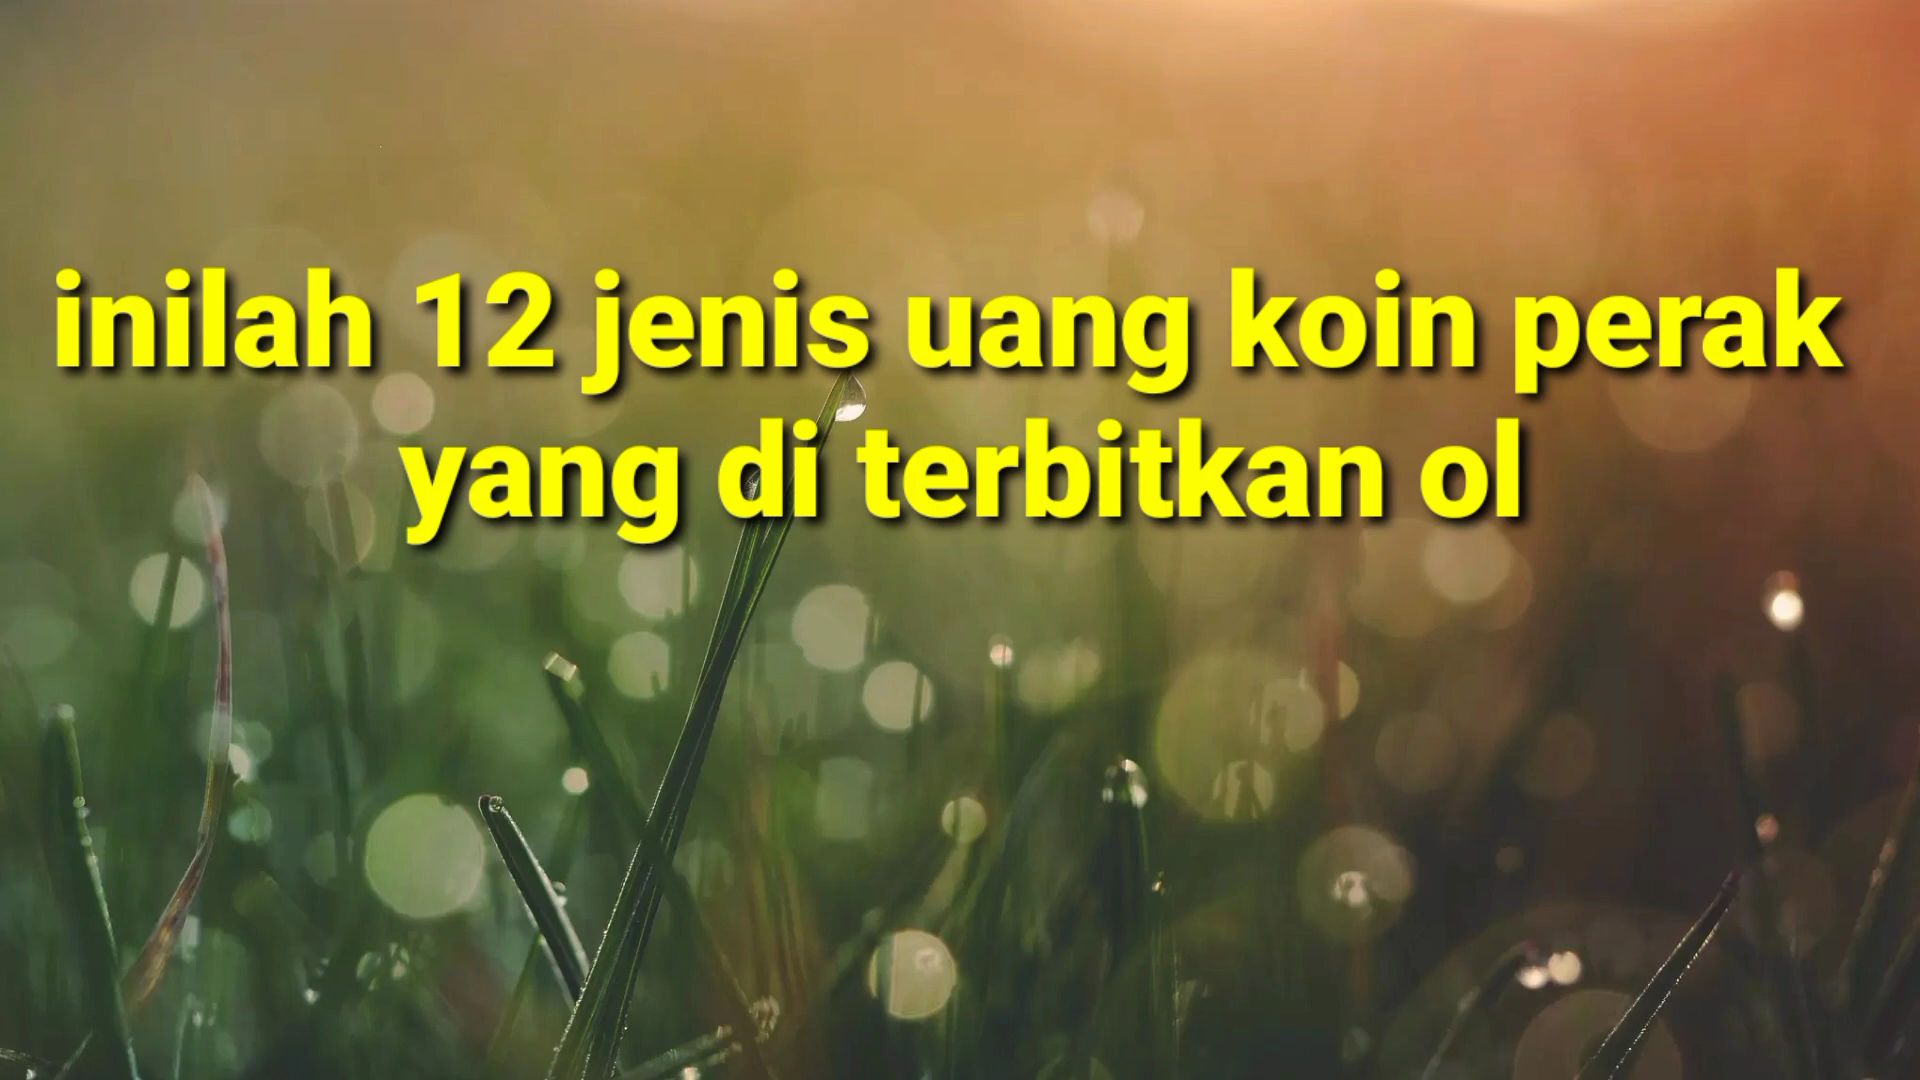 inilah 12 jenis uang koin perak
yang di terbitkan ol